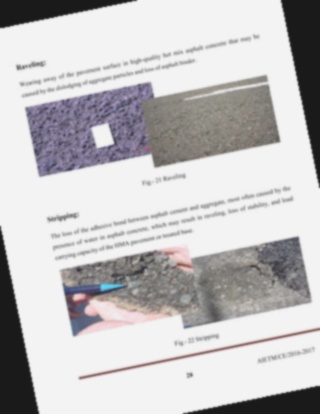 Raveling:
Wearing away of the pavement surface in high-quality hot mix asphalt concrete that may be
caused by the dislodging of aggregate particles and loss of asphalt binder.
Fig:-21 Raveling
Stripping:
The loss of the adhesive bond between asphalt cement and aggregate, most often caused by the
presence of water in asphalt concrete, which may result in raveling, loss of stability, and load
carrying capacity of the HMA pavement or treated base.
Fig:-22 Stripping
AIETM/CE/2016-2017
26